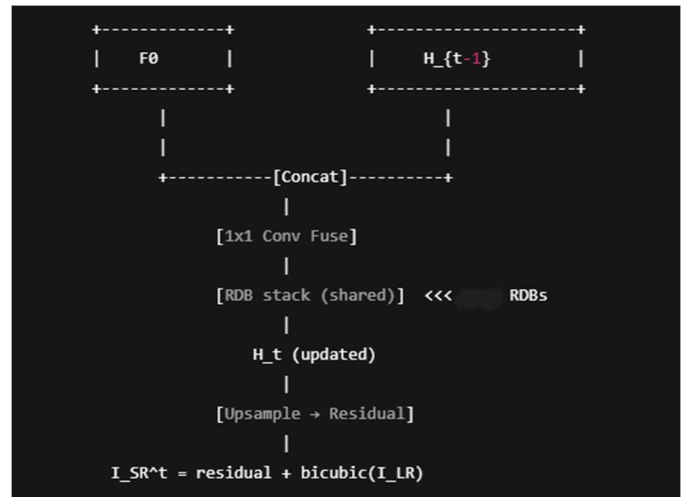 F0 H_{t-1}
[Concat]
[1x1 Conv Fuse]
[RDB stack (shared)] <<< RDBs
H_t (updated)
[Upsample → Residual]
I_SR^t = residual + bicubic(I_LR)